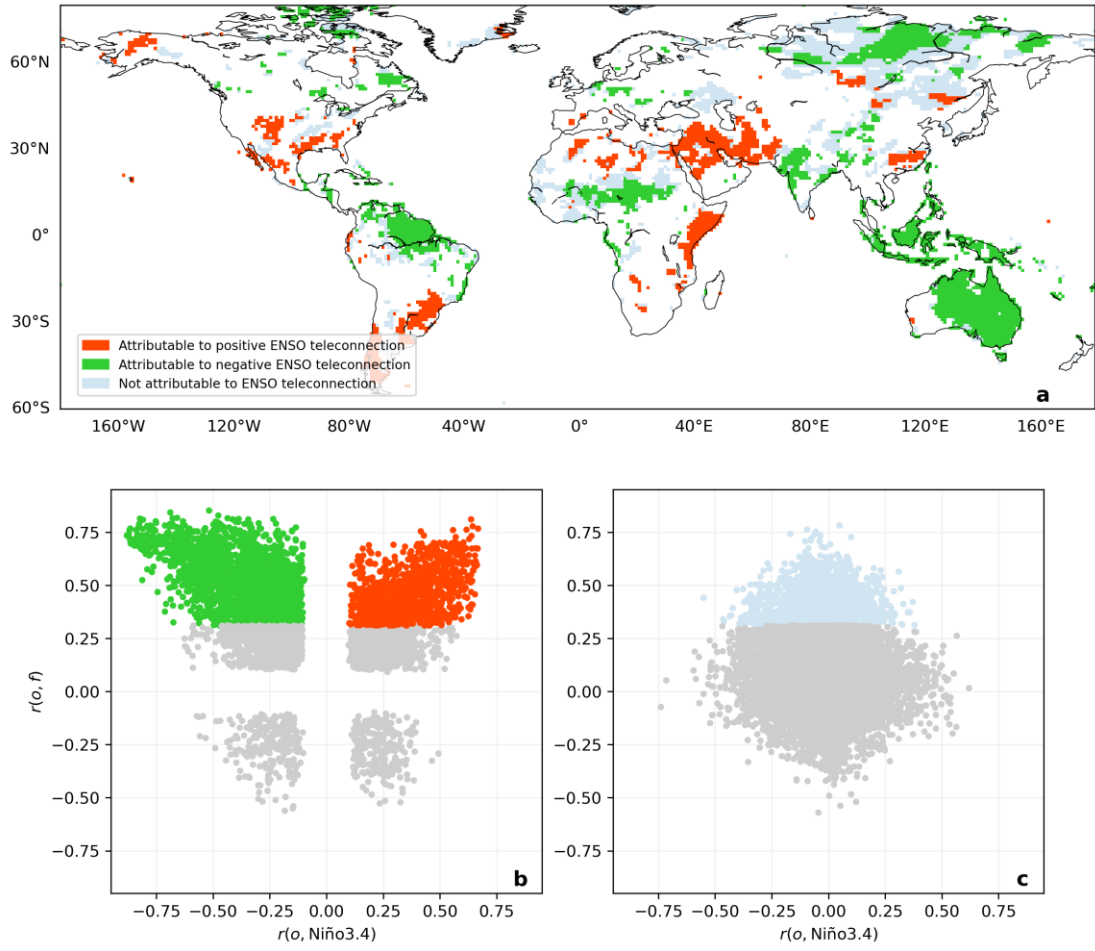 60°N
30°N
0°
30°S
60°S
Attributable to positive ENSO teleconnection
Attributable to negative ENSO teleconnection
Not attributable to ENSO teleconnection
a
160°W 120°W 80°W 40°W 0° 40°E 80°E 120°E 160°E
0.75
0.50
0.25
0.00
−0.25
−0.50
−0.75
r(o, f)
b
−0.75 −0.50 −0.25 0.00 0.25 0.50 0.75
r(o, Niño3.4)
0.75
0.50
0.25
0.00
−0.25
−0.50
−0.75
c
−0.75 −0.50 −0.25 0.00 0.25 0.50 0.75
r(o, Niño3.4)